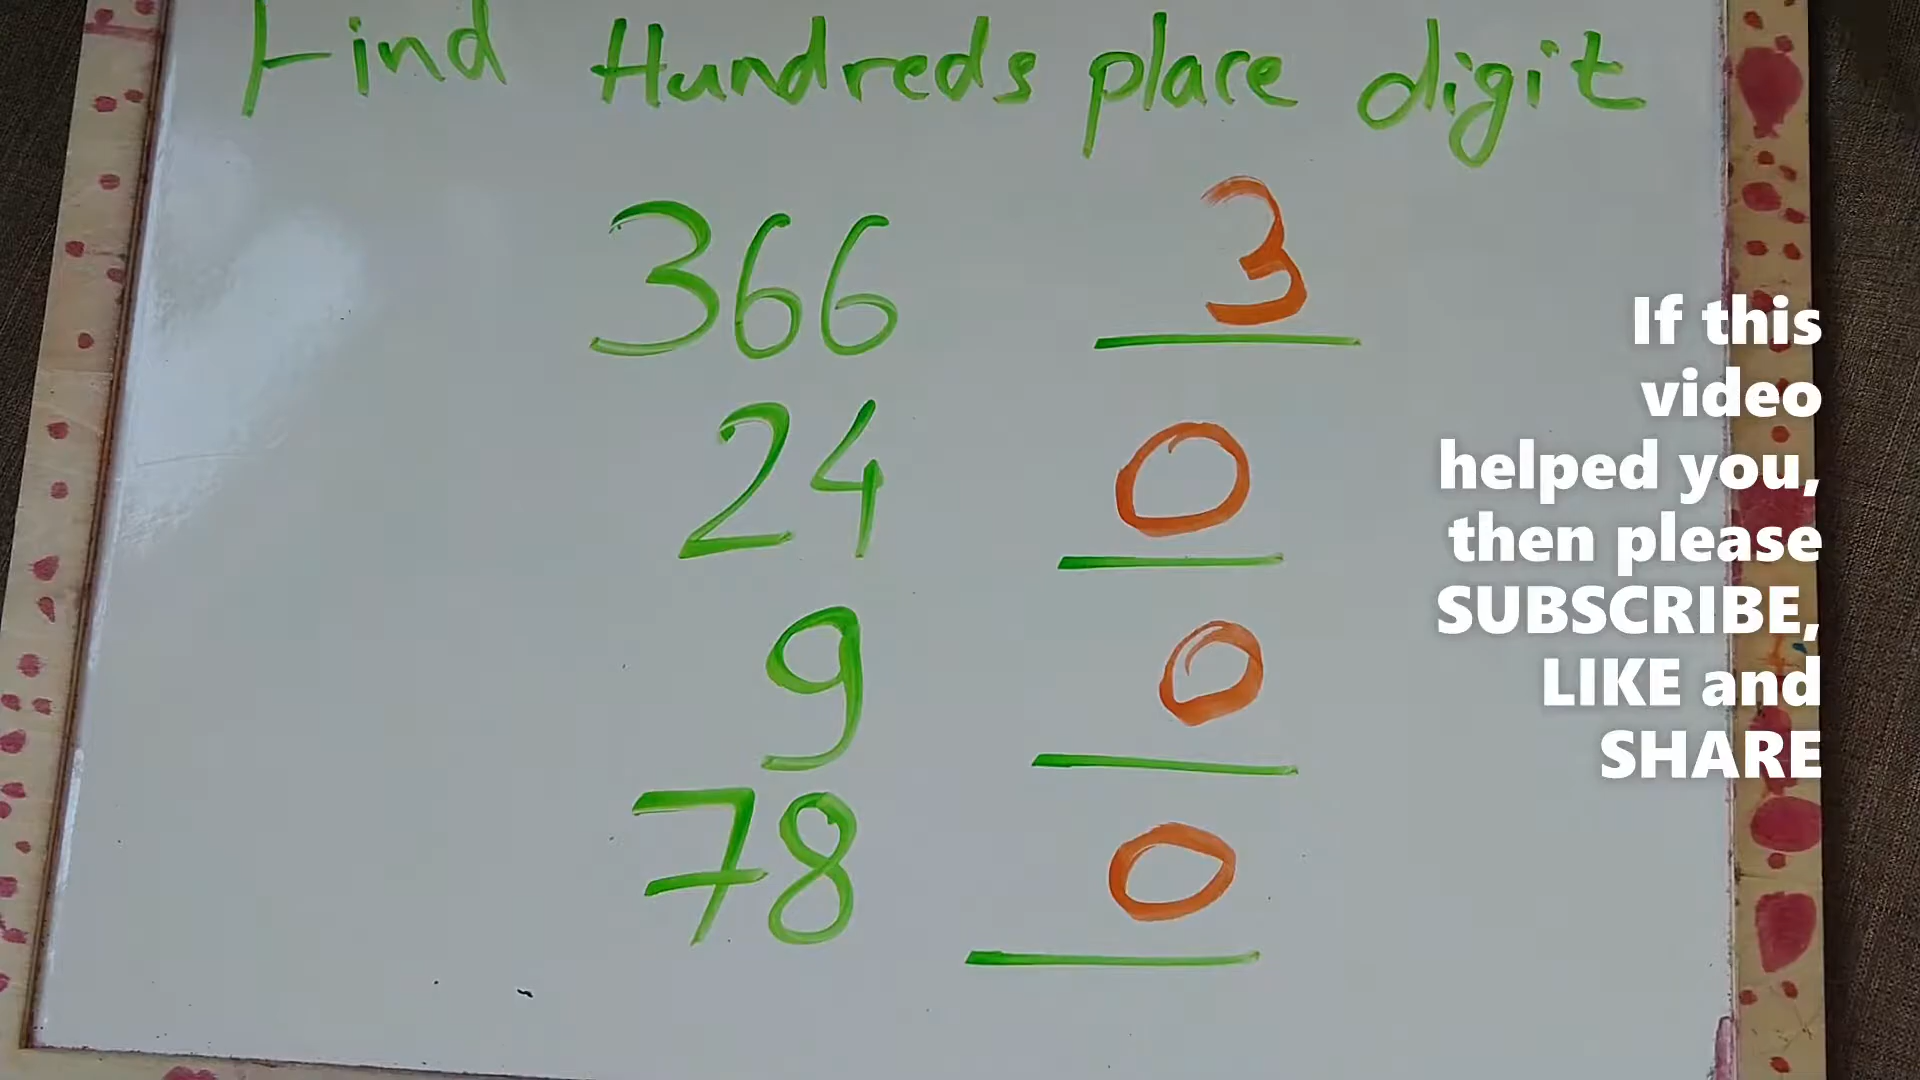 Find Hundreds place digit
366 3
24 0
9 0
78 0
If this
video
helped you,
then please
SUBSCRIBE,
LIKE and
SHARE